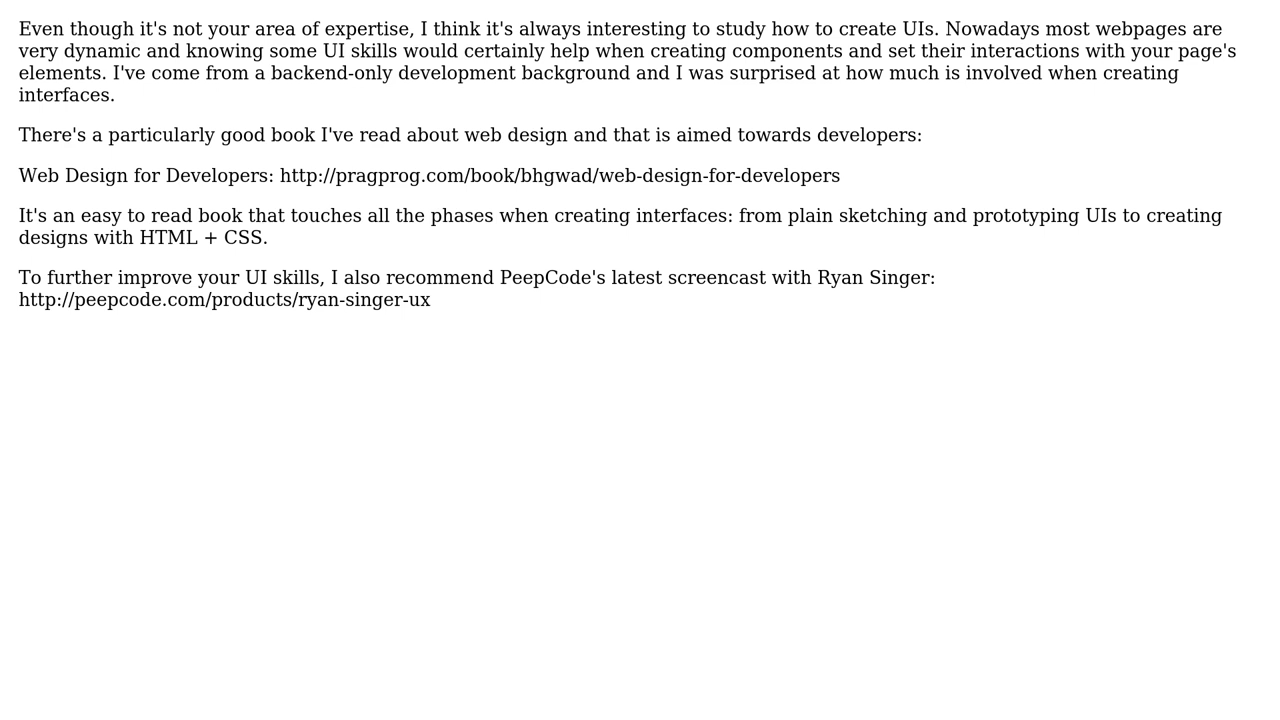 Even though it's not your area of expertise, I think it's always interesting to study how to create UIs. Nowadays most webpages are
very dynamic and knowing some UI skills would certainly help when creating components and set their interactions with your page's
elements. I've come from a backend-only development background and I was surprised at how much is involved when creating
interfaces.
There's a particularly good book I've read about web design and that is aimed towards developers:
Web Design for Developers: http://pragprog.com/book/bhgwad/web-design-for-developers
It's an easy to read book that touches all the phases when creating interfaces: from plain sketching and prototyping UIs to creating
designs with HTML + CSS.
To further improve your UI skills, I also recommend PeepCode's latest screencast with Ryan Singer:
http://peepcode.com/products/ryan-singer-ux